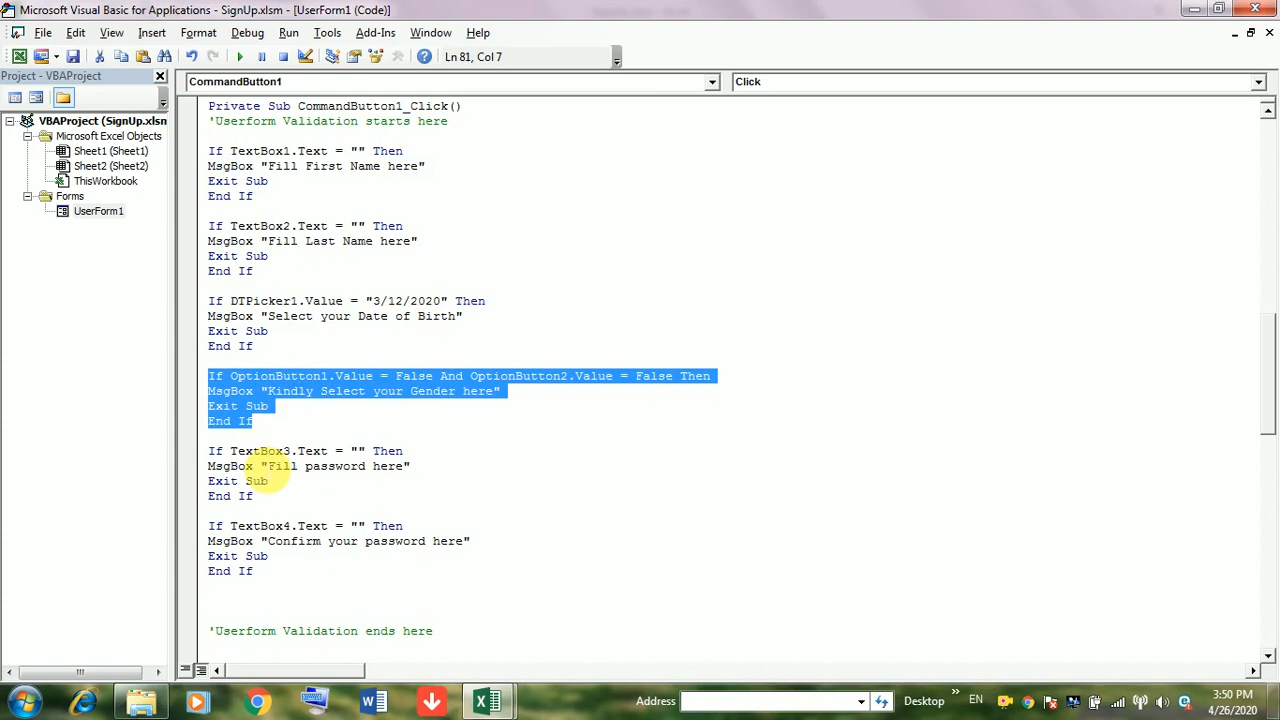 Microsoft Visual Basic for Applications - SignUp.xlsm - [UserForm1 (Code)]
File Edit View Insert Format Debug Run Tools Add-Ins Window Help
Ln 81, Col 7
Project - VBAProject
CommandButton1
Click
VBAProject (SignUp.xlsm
Microsoft Excel Objects
Sheet1 (Sheet1)
Sheet2 (Sheet2)
ThisWorkbook
Forms
UserForm1
Private Sub CommandButton1_Click()
'Userform Validation starts here
If TextBox1.Text = "" Then
MsgBox "Fill First Name here"
Exit Sub
End If
If TextBox2.Text = "" Then
MsgBox "Fill Last Name here"
Exit Sub
End If
If DTPicker1.Value = "3/12/2020" Then
MsgBox "Select your Date of Birth"
Exit Sub
End If
If OptionButton1.Value = False And OptionButton2.Value = False Then
MsgBox "Kindly Select your Gender here"
Exit Sub
End If
If TextBox3.Text = "" Then
MsgBox "Fill password here"
Exit Sub
End If
If TextBox4.Text = "" Then
MsgBox "Confirm your password here"
Exit Sub
End If
'Userform Validation ends here
Address
Desktop
EN
3:50 PM
4/26/2020